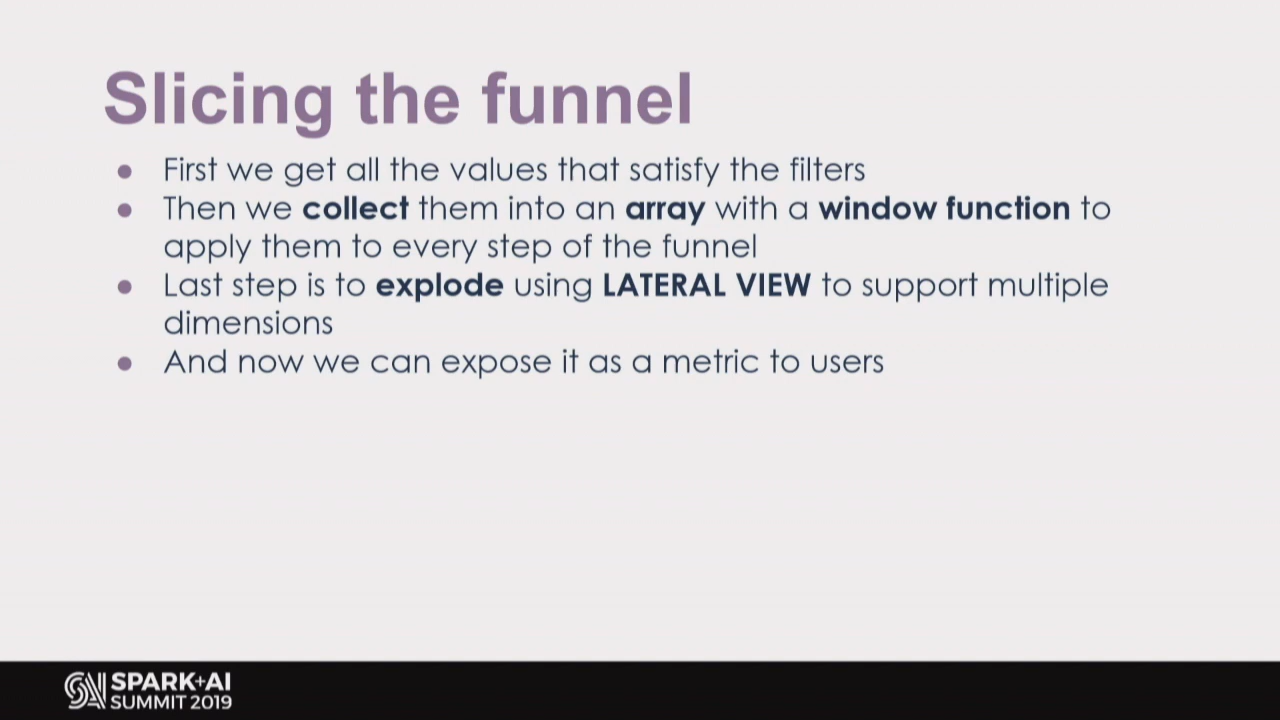 Slicing the funnel
● First we get all the values that satisfy the filters
● Then we collect them into an array with a window function to
apply them to every step of the funnel
● Last step is to explode using LATERAL VIEW to support multiple
dimensions
● And now we can expose it as a metric to users
SPARK+AI
SUMMIT 2019